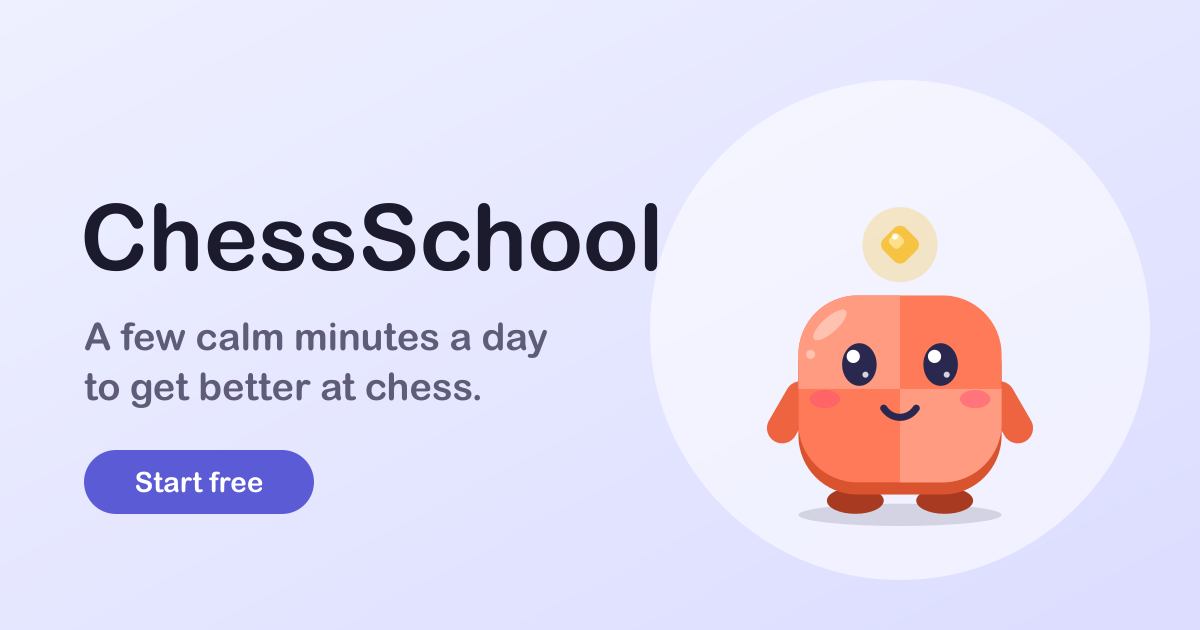 ChessSchool
A few calm minutes a day
to get better at chess.
Start free